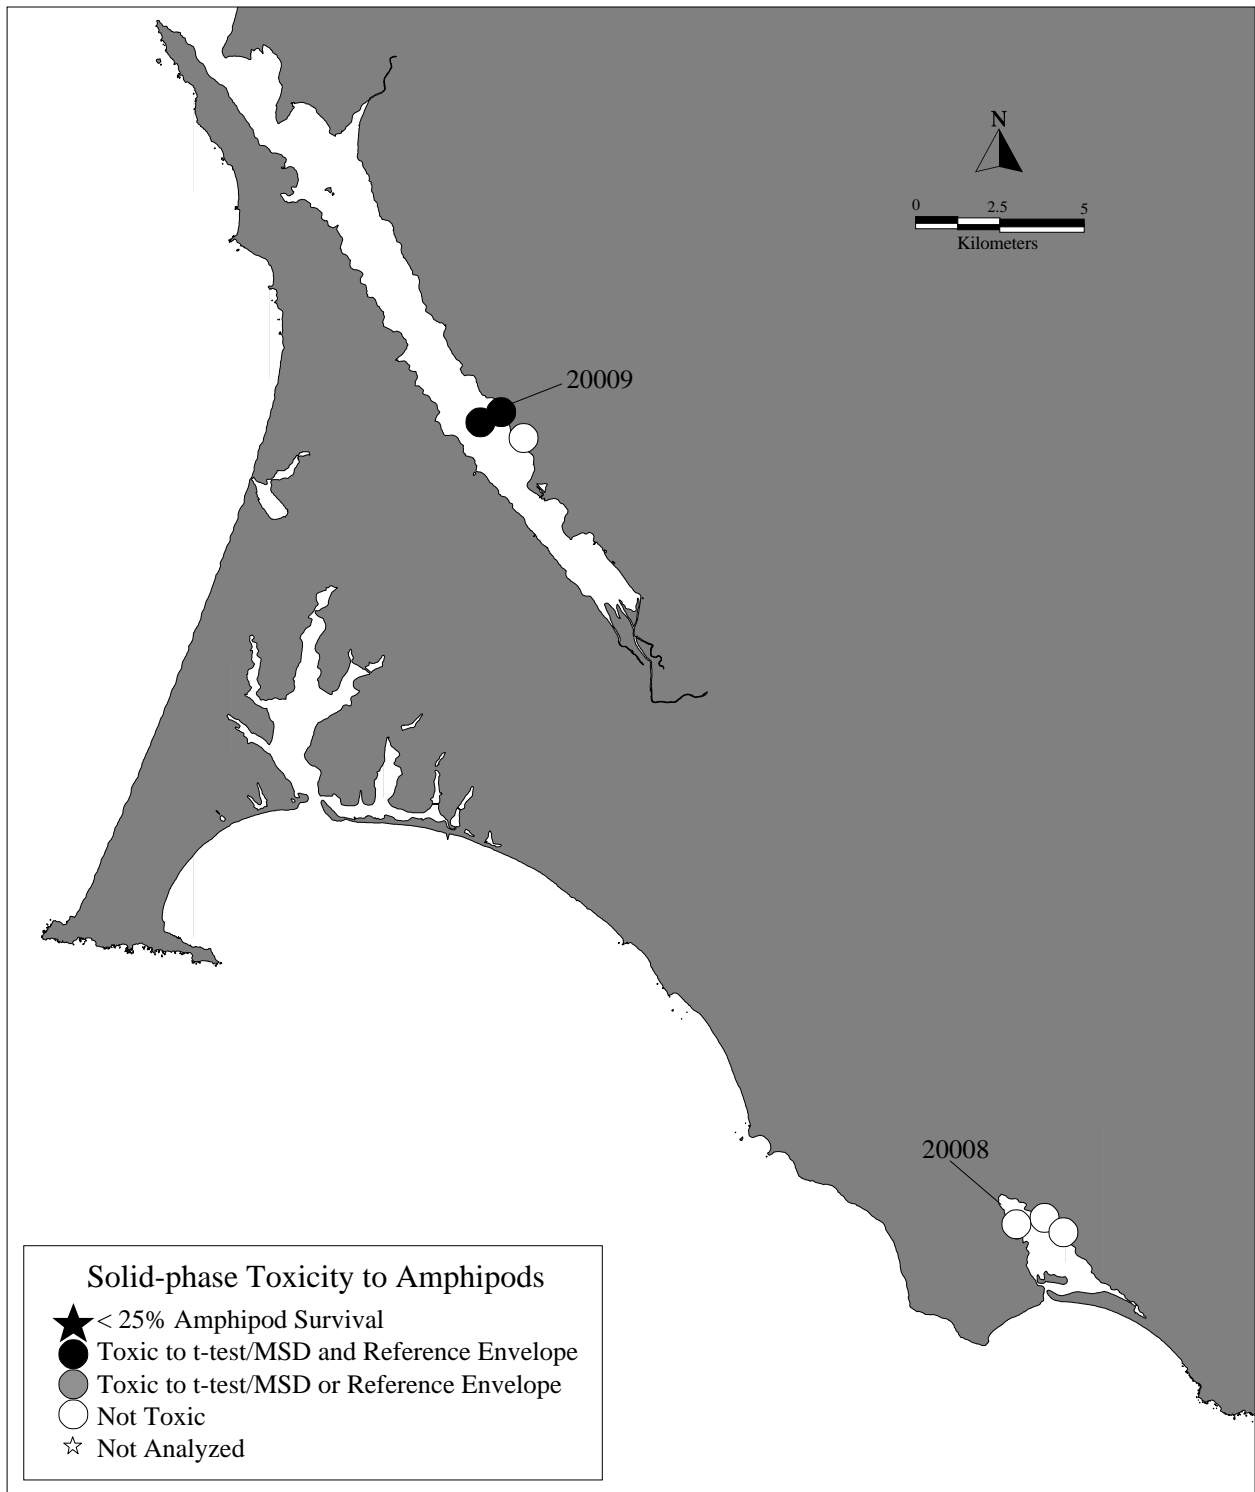 N
0 2.5 5
Kilometers
20009
20008
Solid-phase Toxicity to Amphipods
< 25% Amphipod Survival
Toxic to t-test/MSD and Reference Envelope
Toxic to t-test/MSD or Reference Envelope
Not Toxic
Not Analyzed